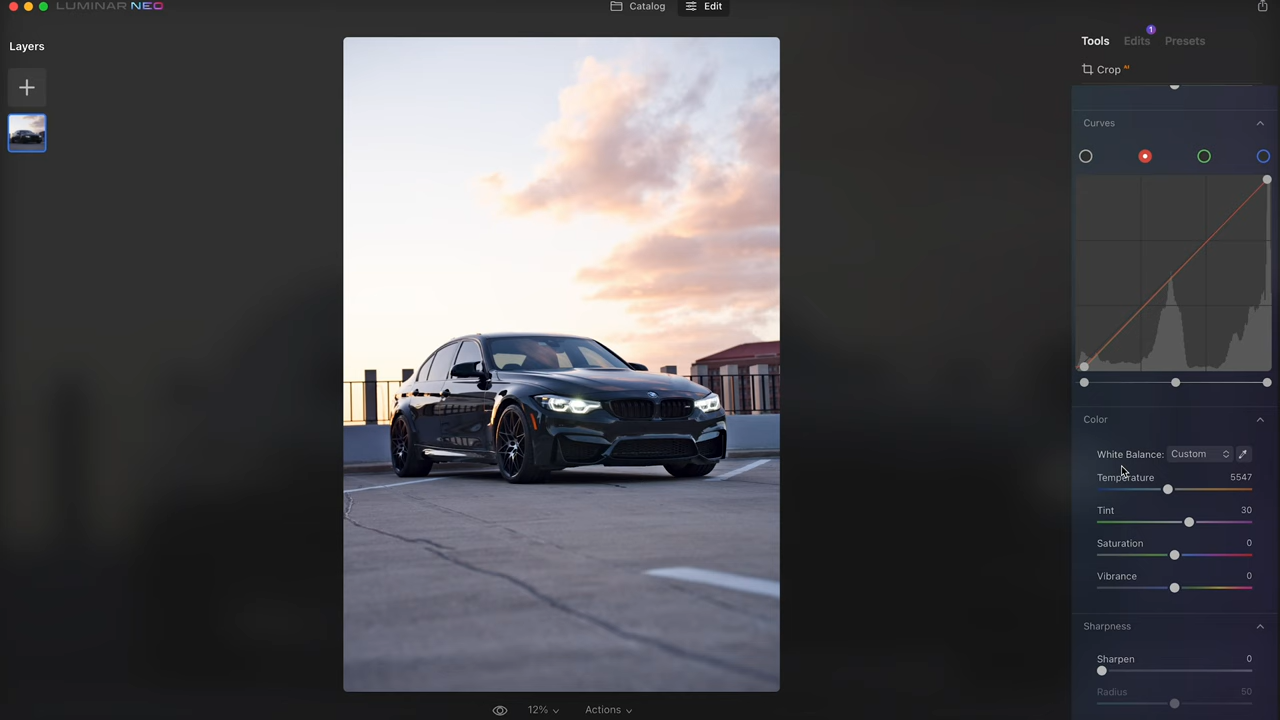 LUMINAR NEO
Catalog
Edit
Layers
Tools
Edits
1
Presets
Crop AI
Curves
Color
White Balance: Custom
Temperature 5547
Tint 30
Saturation 0
Vibrance 0
Sharpness
Sharpen 0
Radius 50
12%
Actions